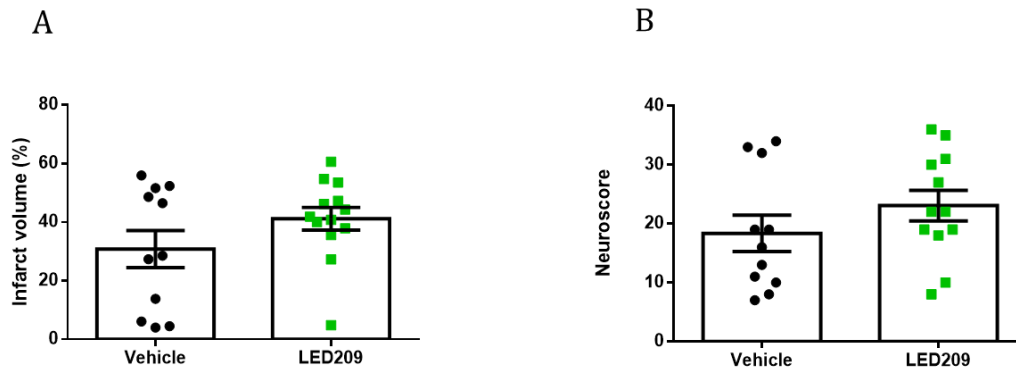 A
Infarct volume (%)
80
60
40
20
0
Vehicle
LED209
B
Neuroscore
40
30
20
10
0
Vehicle
LED209